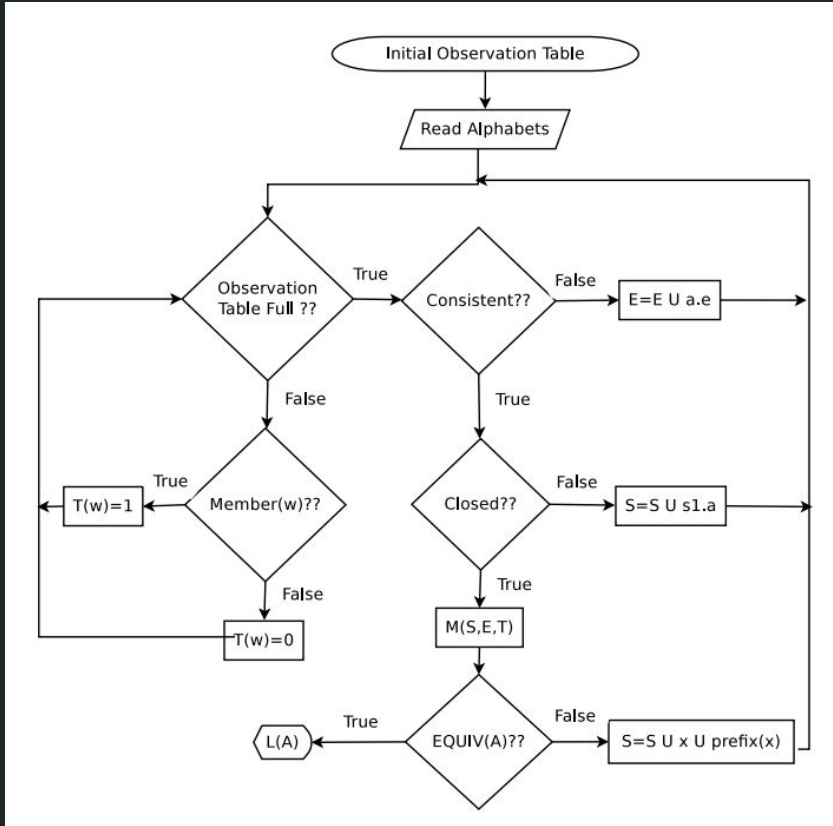 Initial Observation Table
Read Alphabets
Observation
Table Full ??
True
Consistent??
False
E=E U a.e
False
True
Member(w)??
True
T(w)=1
False
T(w)=0
Closed??
False
S=S U s1.a
True
M(S,E,T)
EQUIV(A)??
True
L(A)
False
S=S U x U prefix(x)